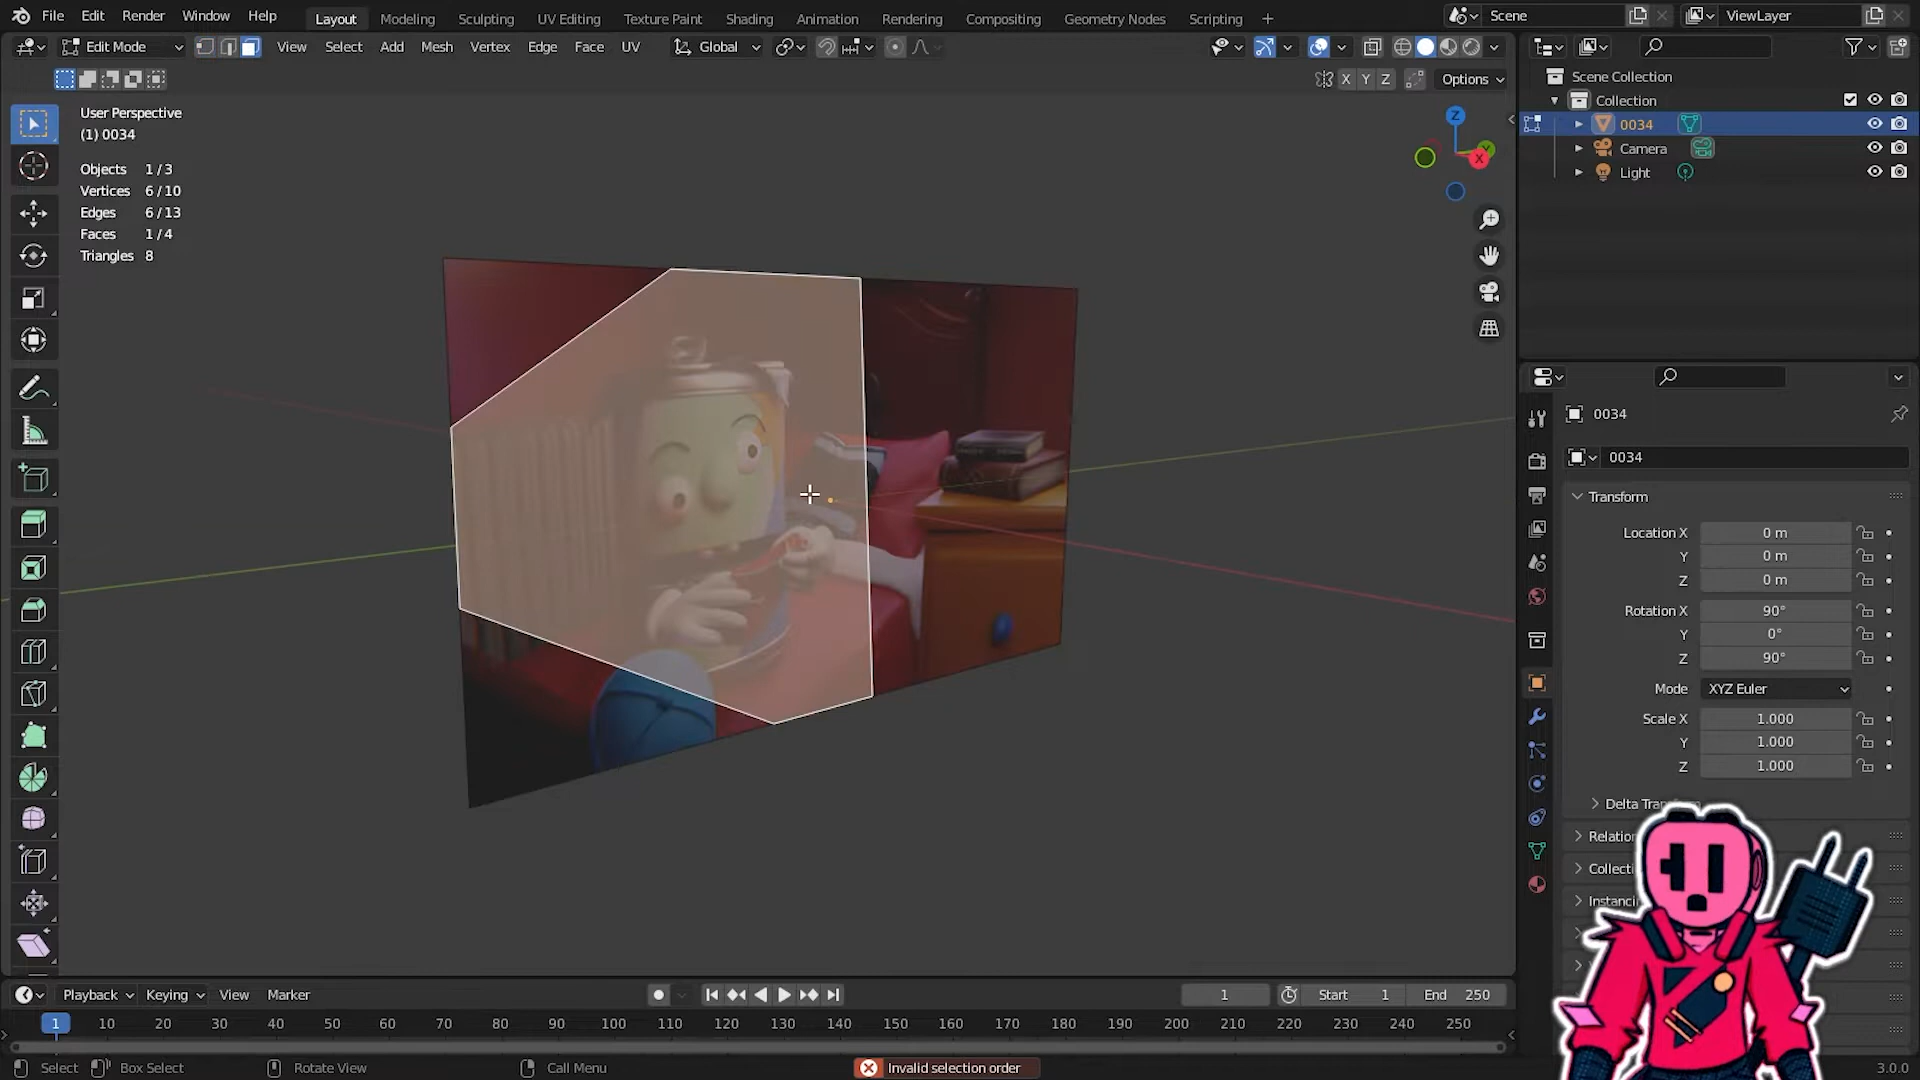 File Edit Render Window Help Layout Modeling Sculpting UV Editing Texture Paint Shading Animation Rendering Compositing Geometry Nodes Scripting + Scene ViewLayer
Edit Mode View Select Add Mesh Vertex Edge Face UV Global
X Y Z Options
User Perspective
(1) 0034
Objects 1/3
Vertices 6/10
Edges 6/13
Faces 1/4
Triangles 8
Z
X
Scene Collection
Collection
0034
Camera
Light
0034
0034
Transform
Location X 0 m
Y 0 m
Z 0 m
Rotation X 90°
Y 0°
Z 90°
Mode XYZ Euler
Scale X 1.000
Y 1.000
Z 1.000
Delta Tra
Relatio
Collecti
Instancin
Playback Keying View Marker 1 Start 1 End 250
1 10 20 30 40 50 60 70 80 90 100 110 120 130 140 150 160 170 180 190 200 210 220 230 240 250
Select Box Select Rotate View Call Menu Invalid selection order 3.0.0